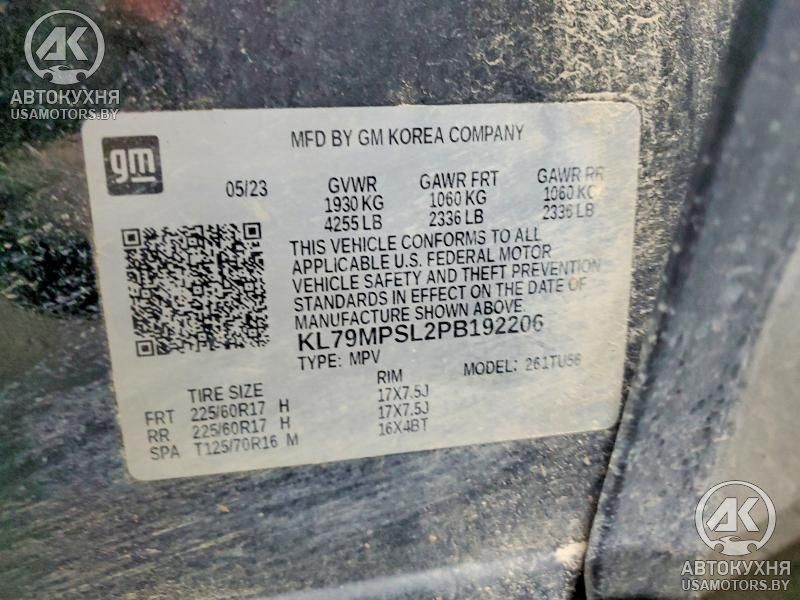 AK
АВТОКУХНЯ
USAMOTORS.BY
gm
MFD BY GM KOREA COMPANY
05/23 GVWR GAWR FRT GAWR RR
1930 KG 1060 KG 1060 KG
4255 LB 2336 LB 2336 LB
THIS VEHICLE CONFORMS TO ALL
APPLICABLE U.S. FEDERAL MOTOR
VEHICLE SAFETY AND THEFT PREVENTION
STANDARDS IN EFFECT ON THE DATE OF
MANUFACTURE SHOWN ABOVE.
KL79MPSL2PB192206
TYPE: MPV MODEL: 261TU56
TIRE SIZE RIM
FRT 225/60R17 H 17X7.5J
RR 225/60R17 H 17X7.5J
SPA T125/70R16 M 16X4BT
AK
АВТОКУХНЯ
USAMOTORS.BY